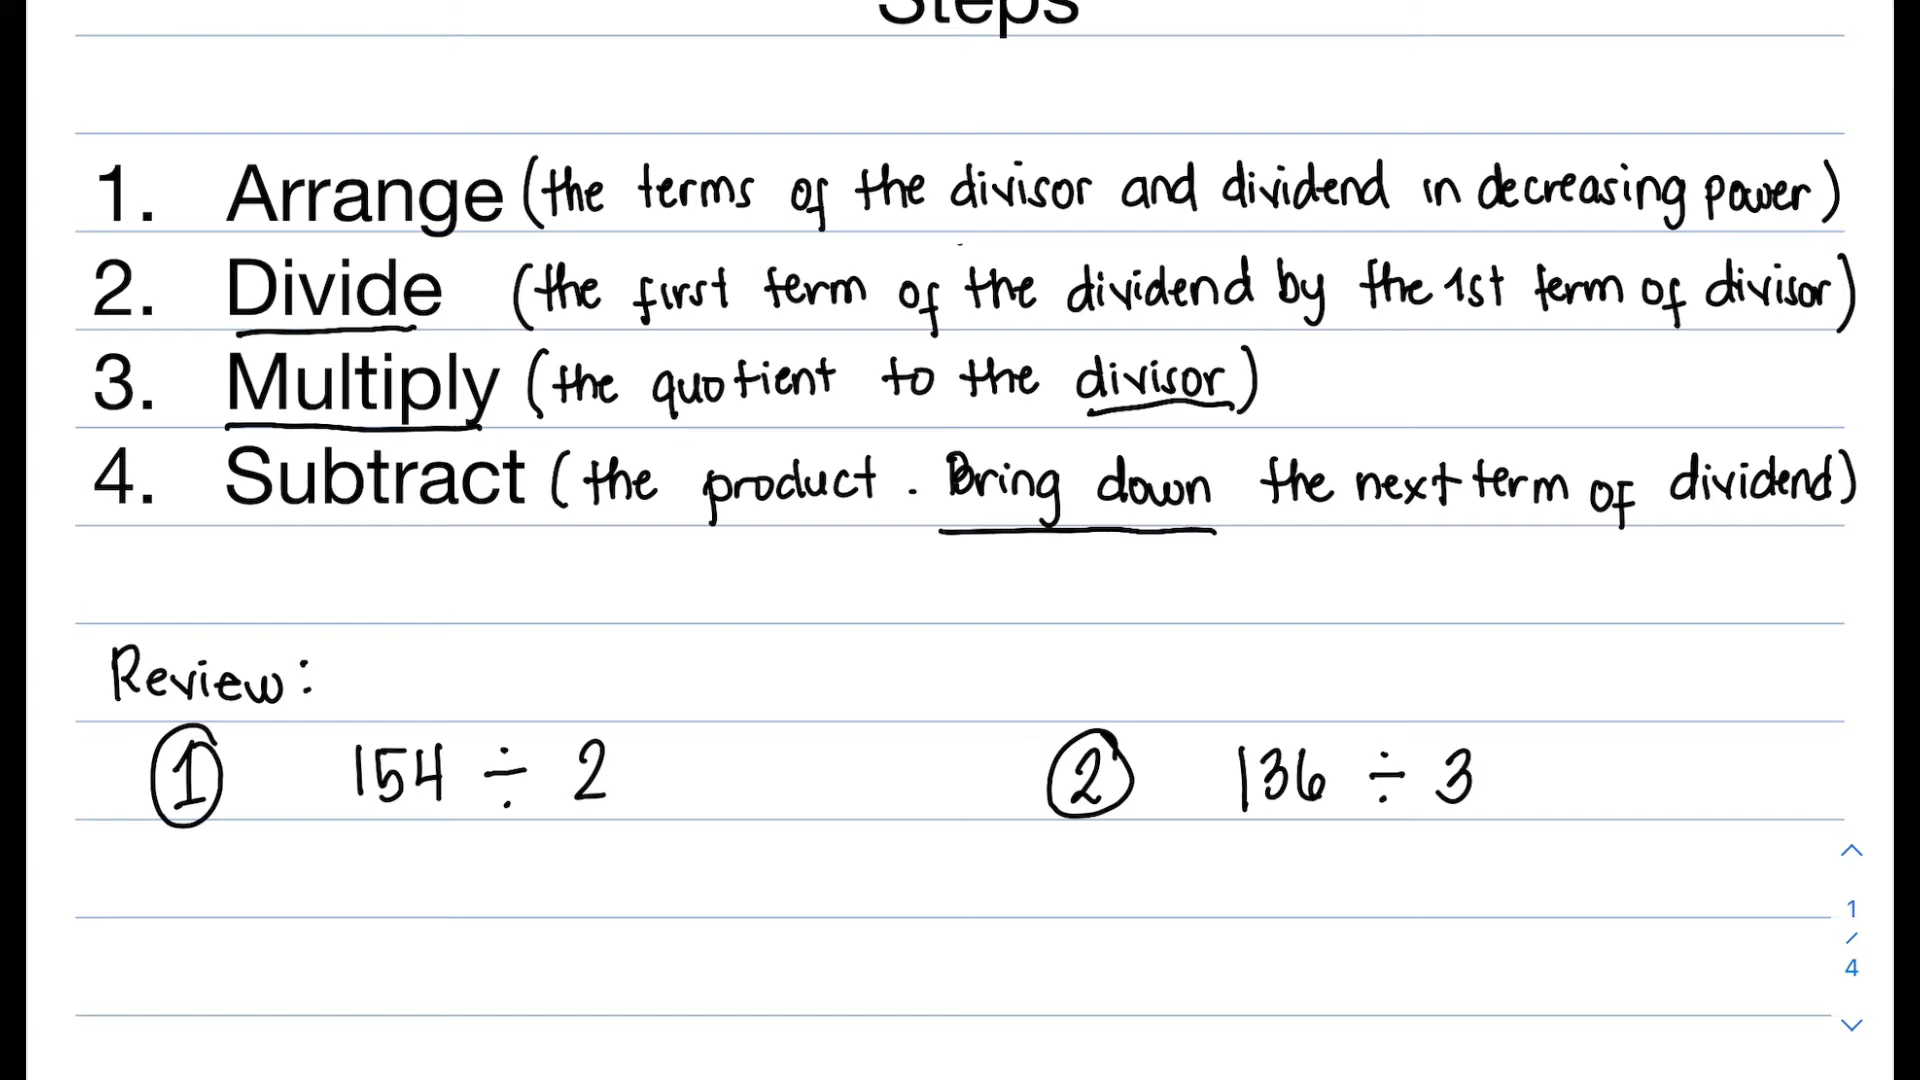 Steps
1. Arrange (the terms of the divisor and dividend in decreasing power)
2. Divide (the first term of the dividend by the 1st term of divisor)
3. Multiply (the quotient to the divisor)
4. Subtract (the product. Bring down the next term of dividend)
Review:
1 154 ÷ 2 2 136 ÷ 3
1
/
4